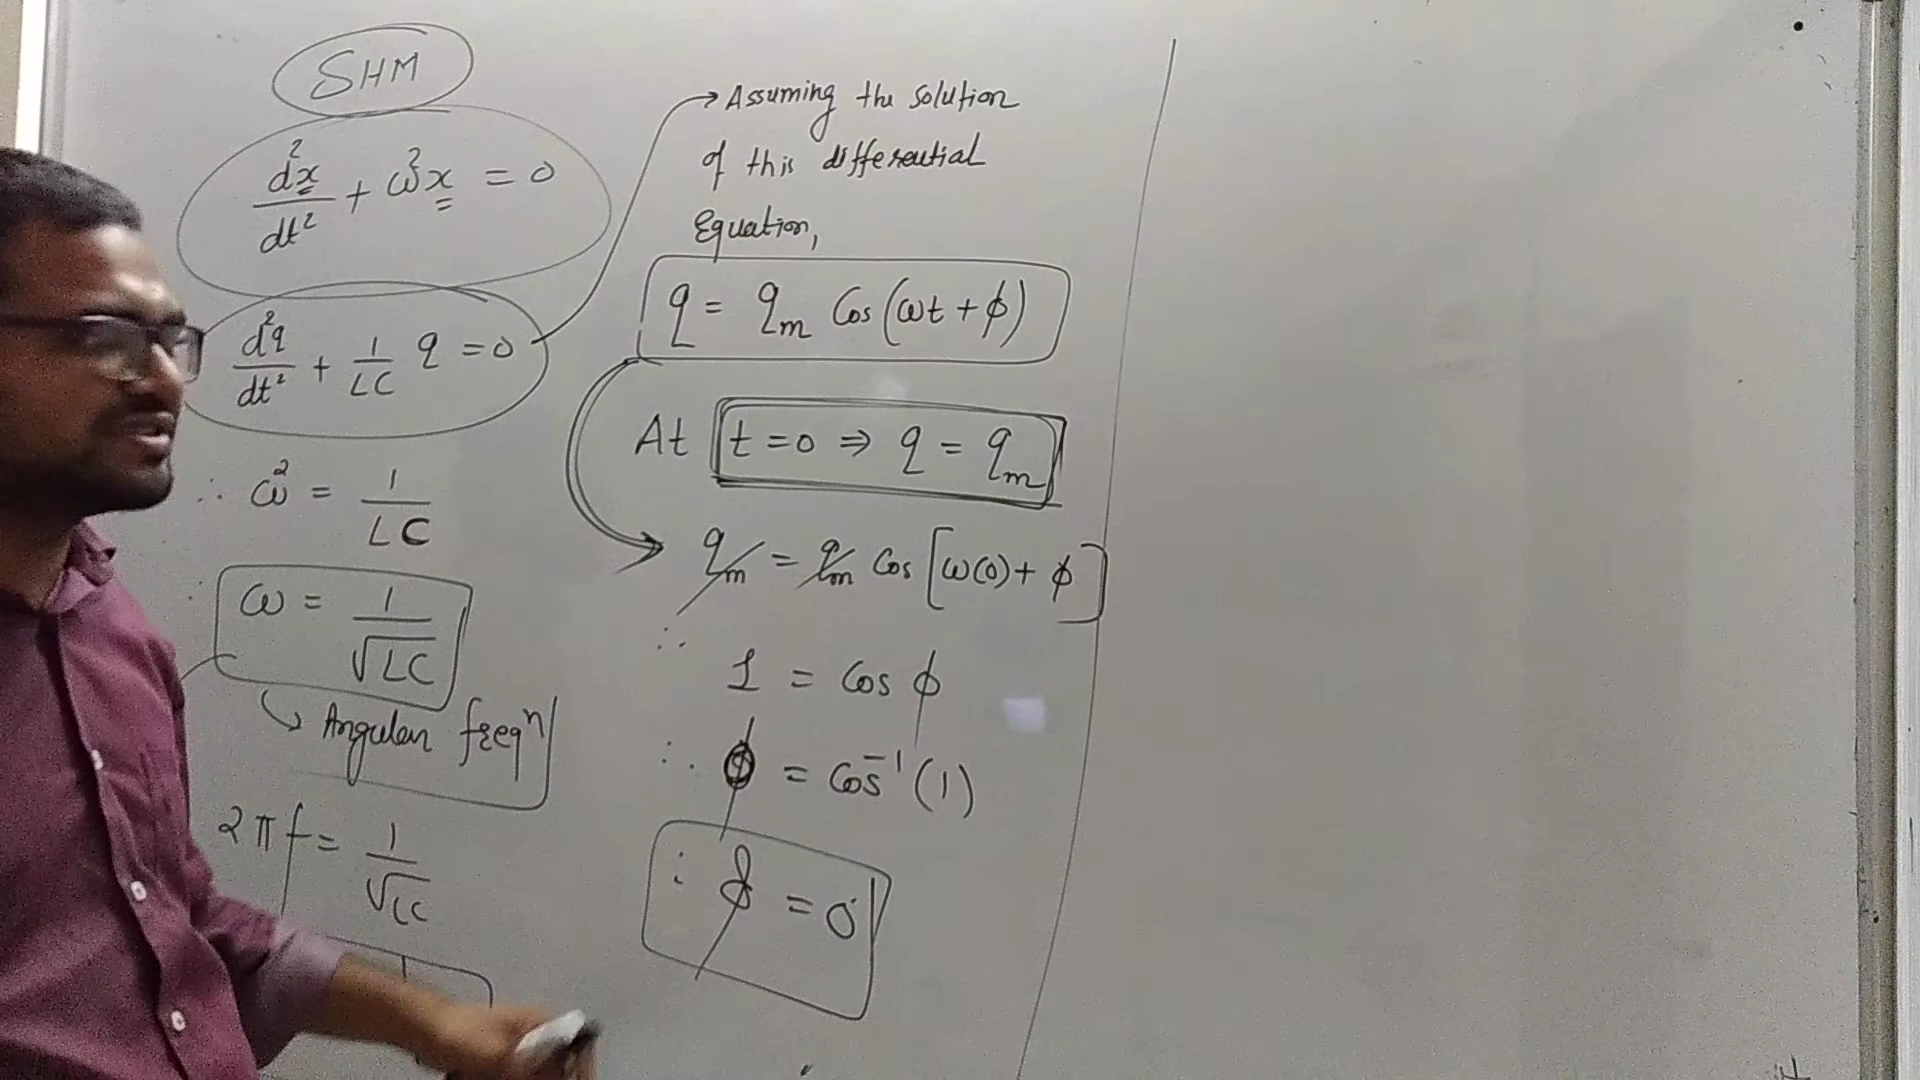 SHM
d²x/dt² + ω²x = 0
d²q/dt² + 1/LC q = 0
∴ ω² = 1/LC
ω = 1/√LC
↳ Angular freqⁿ
2πf = 1/√LC
1
→ Assuming the solution
of this differential
Equation,
q = qₘ Cos(ωt + ϕ)
At t=0 ⇒ q = qₘ
qₘ = qₘ Cos[ω(0) + ϕ]
∴ 1 = Cos ϕ
∴ ϕ = Cos⁻¹(1)
∴ ϕ = 0